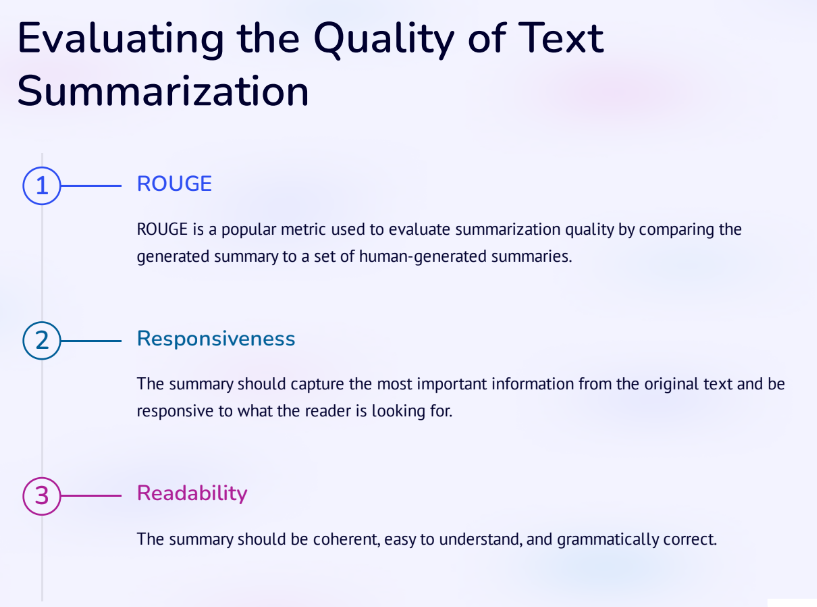 Evaluating the Quality of Text
Summarization
1
ROUGE
ROUGE is a popular metric used to evaluate summarization quality by comparing the
generated summary to a set of human-generated summaries.
2
Responsiveness
The summary should capture the most important information from the original text and be
responsive to what the reader is looking for.
3
Readability
The summary should be coherent, easy to understand, and grammatically correct.